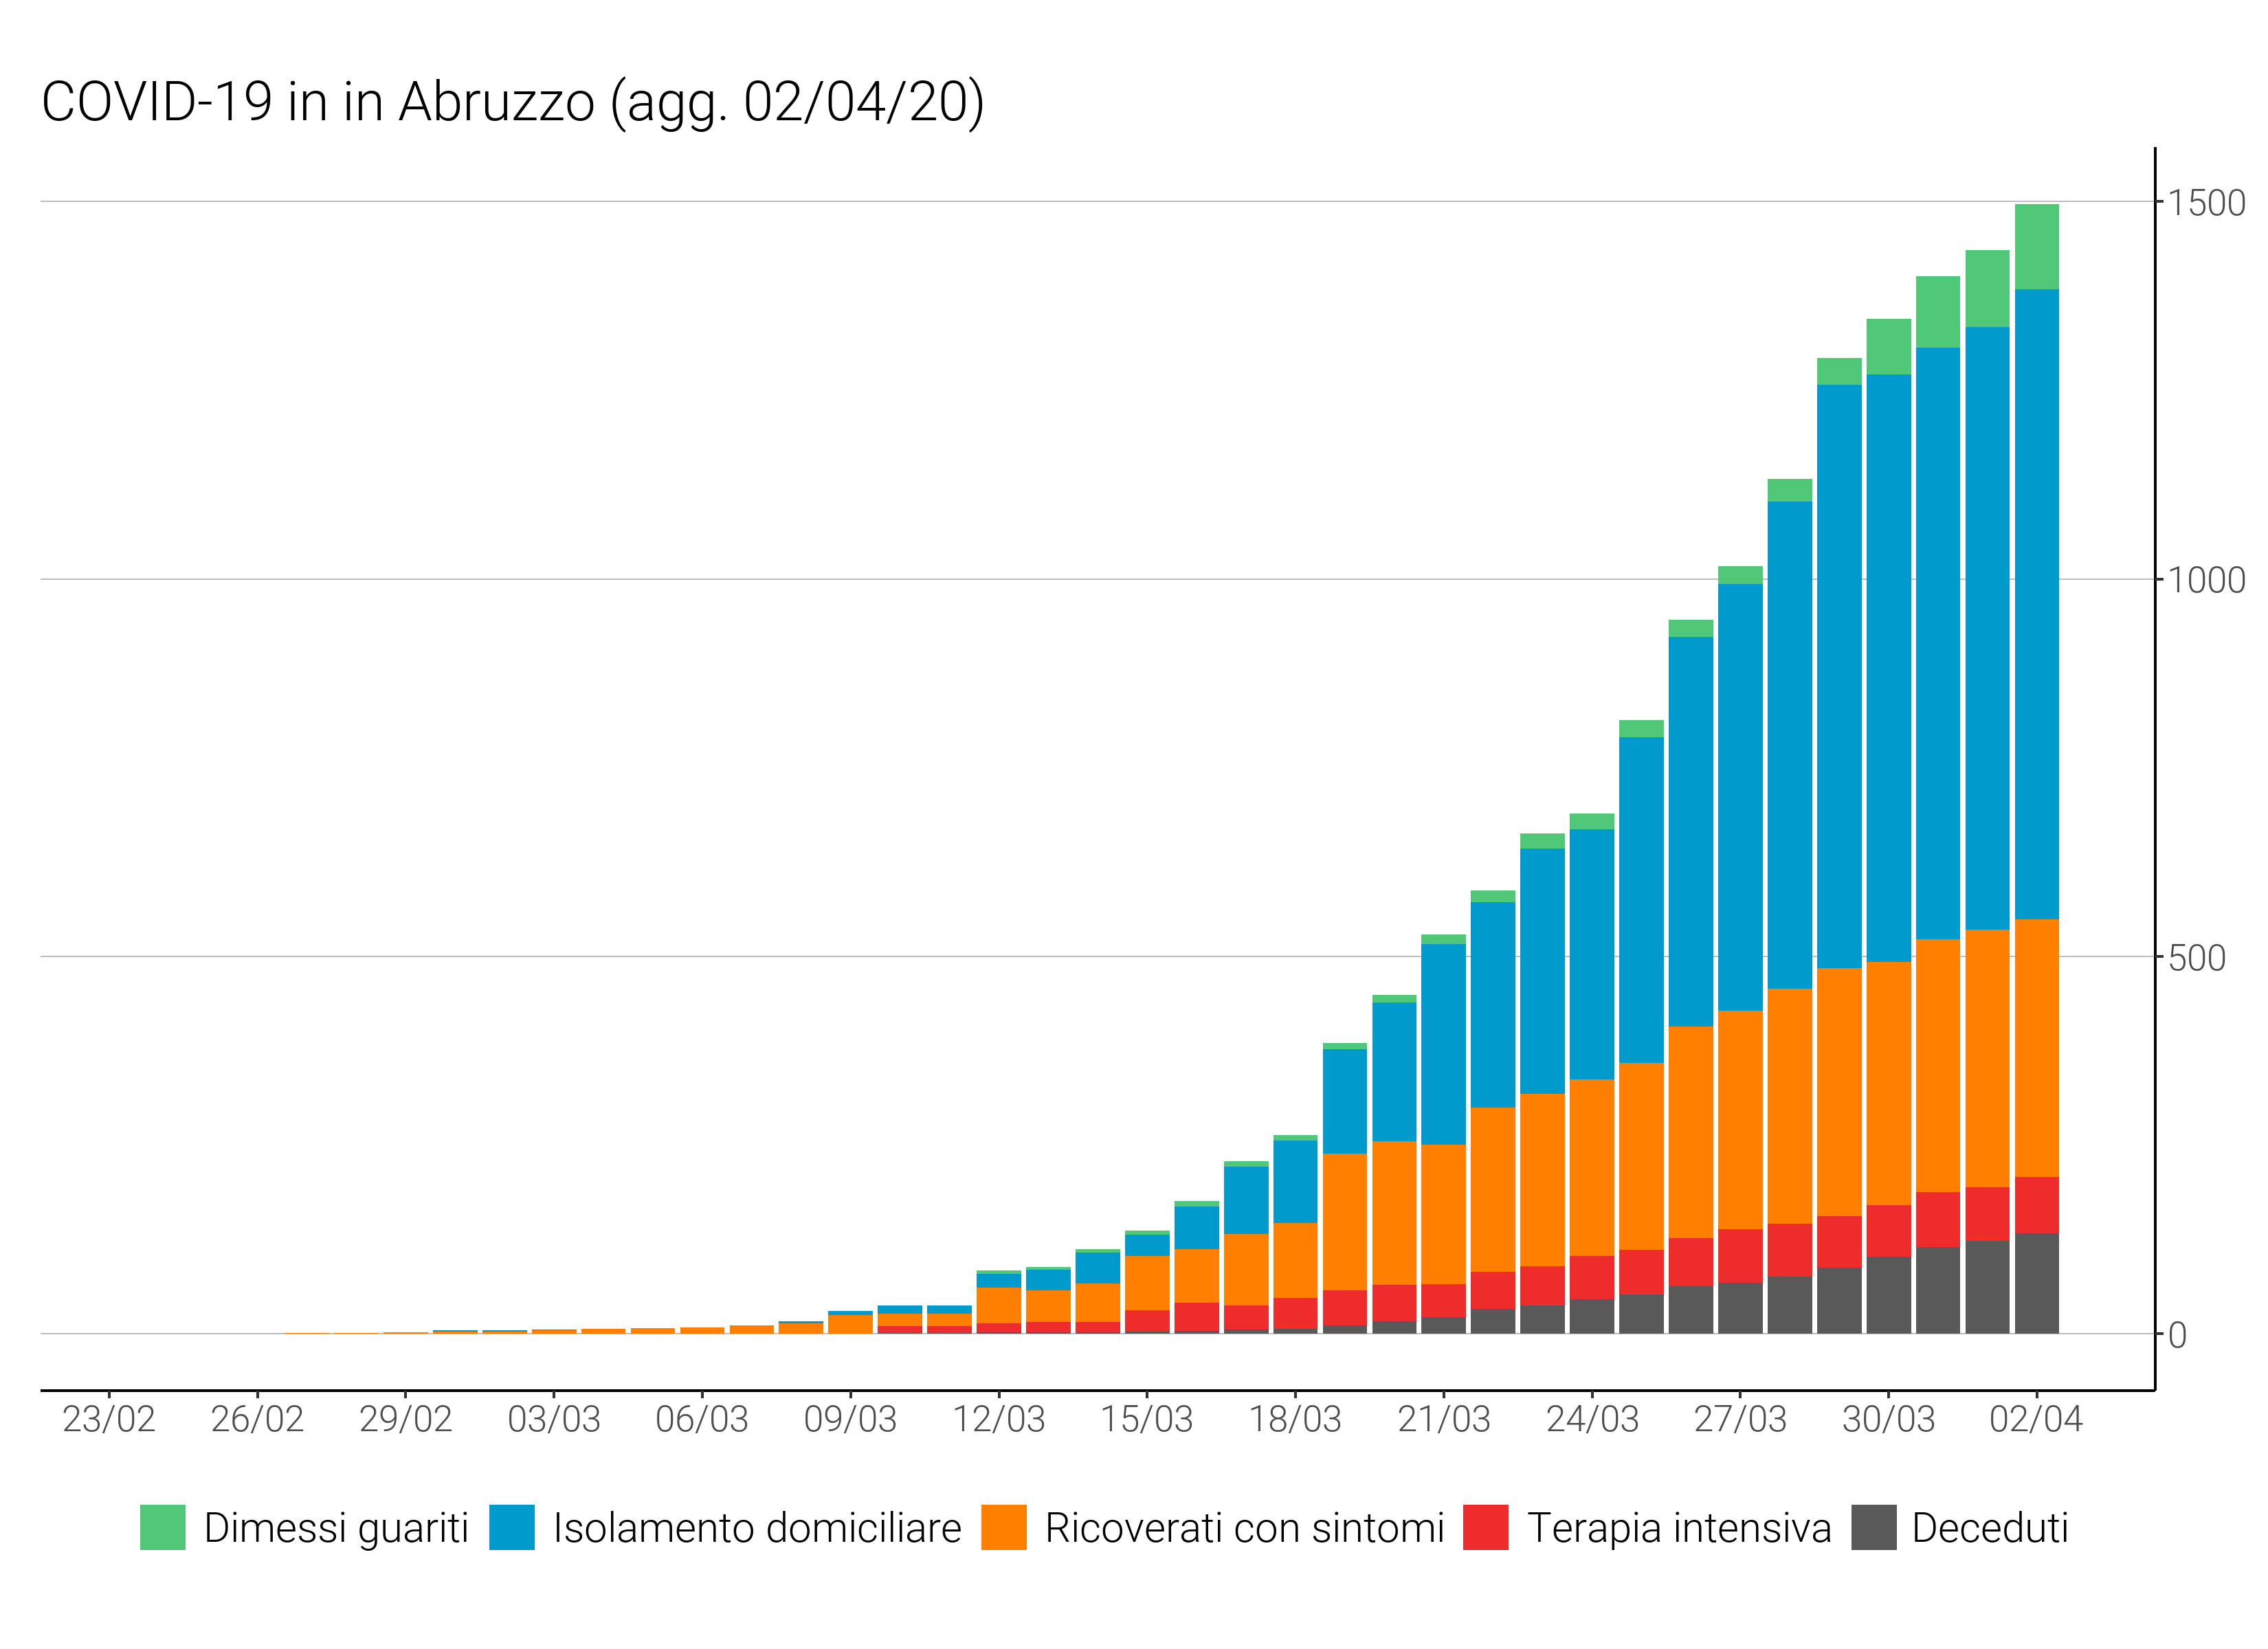 COVID-19 in in Abruzzo (agg. 02/04/20)
1500
1000
500
0
23/02 26/02 29/02 03/03 06/03 09/03 12/03 15/03 18/03 21/03 24/03 27/03 30/03 02/04
Dimessi guariti Isolamento domiciliare Ricoverati con sintomi Terapia intensiva Deceduti